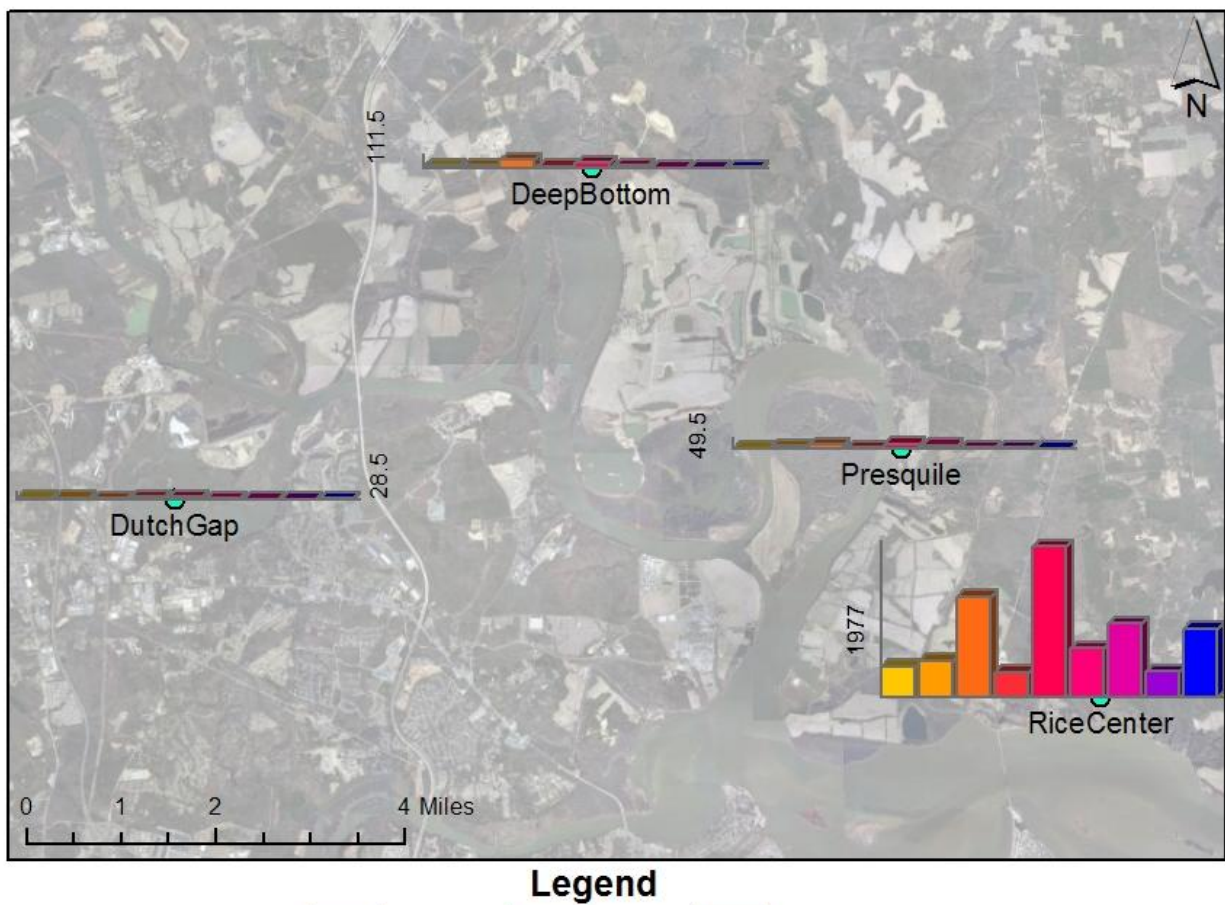 N
111.5
DeepBottom
49.5
Presquile
28.5
DutchGap
1977
RiceCenter
0 1 2 4 Miles
Legend